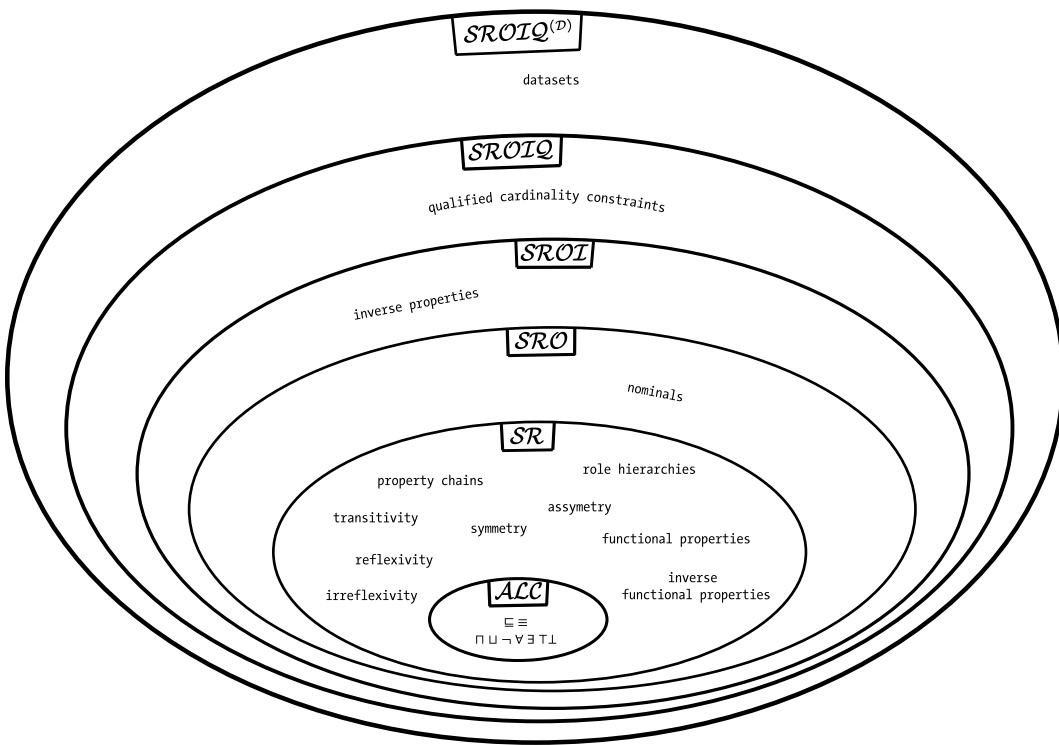 𝒮ℛ𝒪ℐ𝒬⁽𝒟⁾
datasets
𝒮ℛ𝒪ℐ𝒬
qualified cardinality constraints
𝒮ℛ𝒪ℐ
inverse properties
𝒮ℛ𝒪
nominals
𝒮ℛ
role hierarchies
property chains
assymetry
transitivity
symmetry
functional properties
reflexivity
inverse
functional properties
irreflexivity
𝒜ℒ𝒞
⊑ ≡
⊓ ⊔ ¬ ∀ ∃ ⊤ ⊥